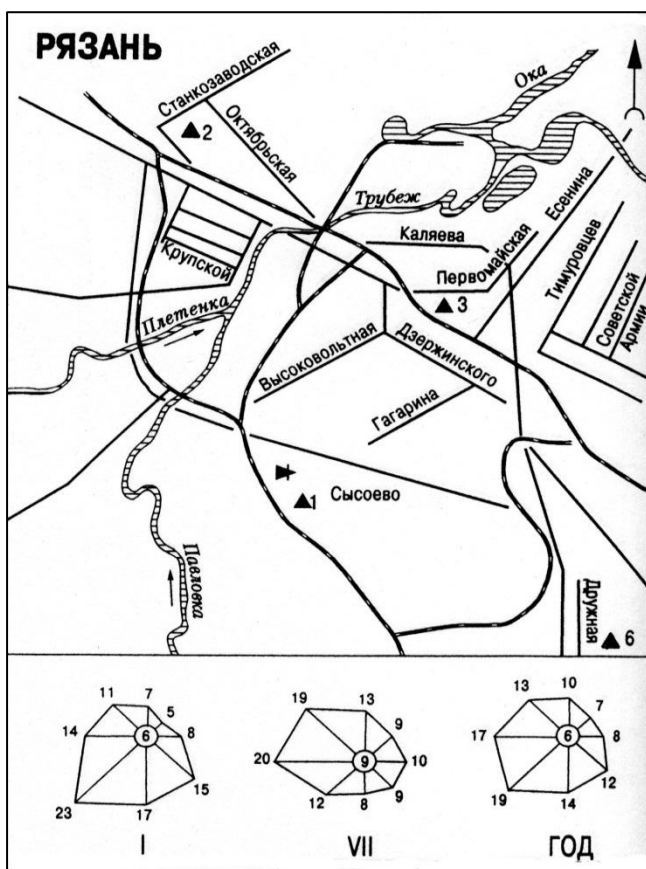 РЯЗАНЬ
Станкозаводская
2
Октябрьская
Ока
Трубеж
Каляева
Есенина
Крупской
Первомайская
3
Тимуровцев
Советской
Армии
Плетенка
Высоковольтная
Дзержинского
Гагарина
1
Сысоево
Павловка
Дружная
6
11 7 5 8 15 17 23 14 6
I
19 13 9 10 9 8 12 20 9
VII
13 10 7 8 12 14 19 17 6
ГОД